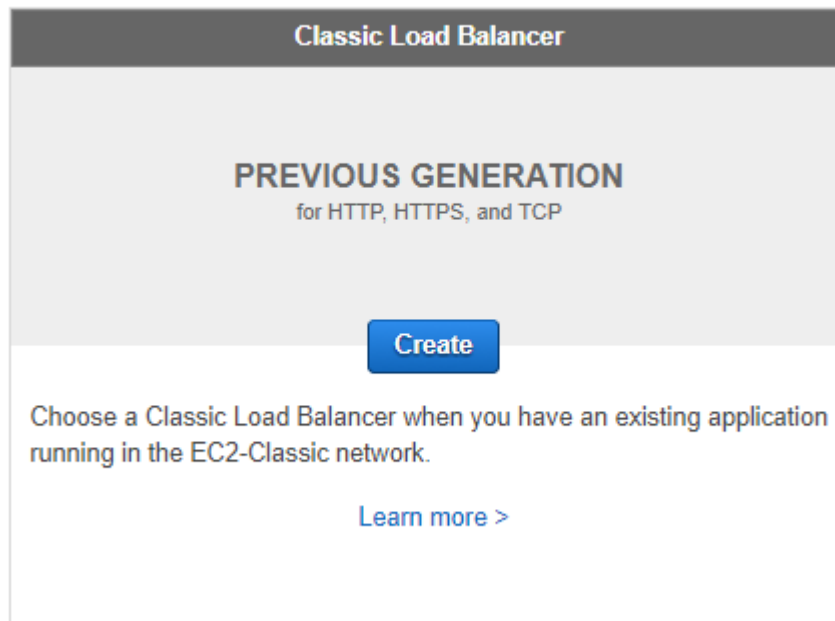 Classic Load Balancer
PREVIOUS GENERATION
for HTTP, HTTPS, and TCP
Create
Choose a Classic Load Balancer when you have an existing application
running in the EC2-Classic network.
Learn more >